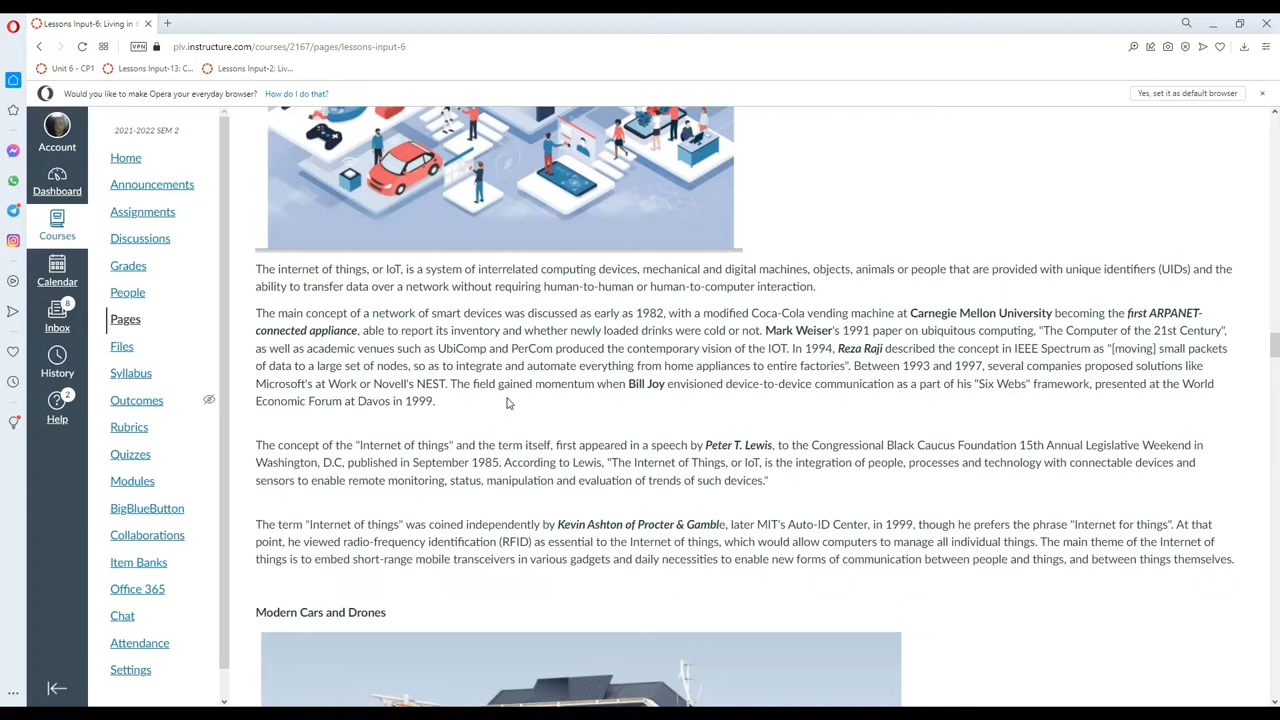 Lessons Input-6: Living in t
VPN
plv.instructure.com/courses/2167/pages/lessons-input-6
Unit 6 - CP1
Lessons Input-13: C...
Lessons Input-2: Liv...
Would you like to make Opera your everyday browser? How do I do that?
Yes, set it as default browser
Account
Dashboard
Courses
Calendar
8
Inbox
History
2
Help
2021-2022 SEM 2
Home
Announcements
Assignments
Discussions
Grades
People
Pages
Files
Syllabus
Outcomes
Rubrics
Quizzes
Modules
BigBlueButton
Collaborations
Item Banks
Office 365
Chat
Attendance
Settings
The internet of things, or IoT, is a system of interrelated computing devices, mechanical and digital machines, objects, animals or people that are provided with unique identifiers (UIDs) and the
ability to transfer data over a network without requiring human-to-human or human-to-computer interaction.
The main concept of a network of smart devices was discussed as early as 1982, with a modified Coca-Cola vending machine at Carnegie Mellon University becoming the first ARPANET-
connected appliance, able to report its inventory and whether newly loaded drinks were cold or not. Mark Weiser's 1991 paper on ubiquitous computing, "The Computer of the 21st Century",
as well as academic venues such as UbiComp and PerCom produced the contemporary vision of the IOT. In 1994, Reza Raji described the concept in IEEE Spectrum as "[moving] small packets
of data to a large set of nodes, so as to integrate and automate everything from home appliances to entire factories". Between 1993 and 1997, several companies proposed solutions like
Microsoft's at Work or Novell's NEST. The field gained momentum when Bill Joy envisioned device-to-device communication as a part of his "Six Webs" framework, presented at the World
Economic Forum at Davos in 1999.
The concept of the "Internet of things" and the term itself, first appeared in a speech by Peter T. Lewis, to the Congressional Black Caucus Foundation 15th Annual Legislative Weekend in
Washington, D.C, published in September 1985. According to Lewis, "The Internet of Things, or IoT, is the integration of people, processes and technology with connectable devices and
sensors to enable remote monitoring, status, manipulation and evaluation of trends of such devices."
The term "Internet of things" was coined independently by Kevin Ashton of Procter & Gamble, later MIT's Auto-ID Center, in 1999, though he prefers the phrase "Internet for things". At that
point, he viewed radio-frequency identification (RFID) as essential to the Internet of things, which would allow computers to manage all individual things. The main theme of the Internet of
things is to embed short-range mobile transceivers in various gadgets and daily necessities to enable new forms of communication between people and things, and between things themselves.
Modern Cars and Drones